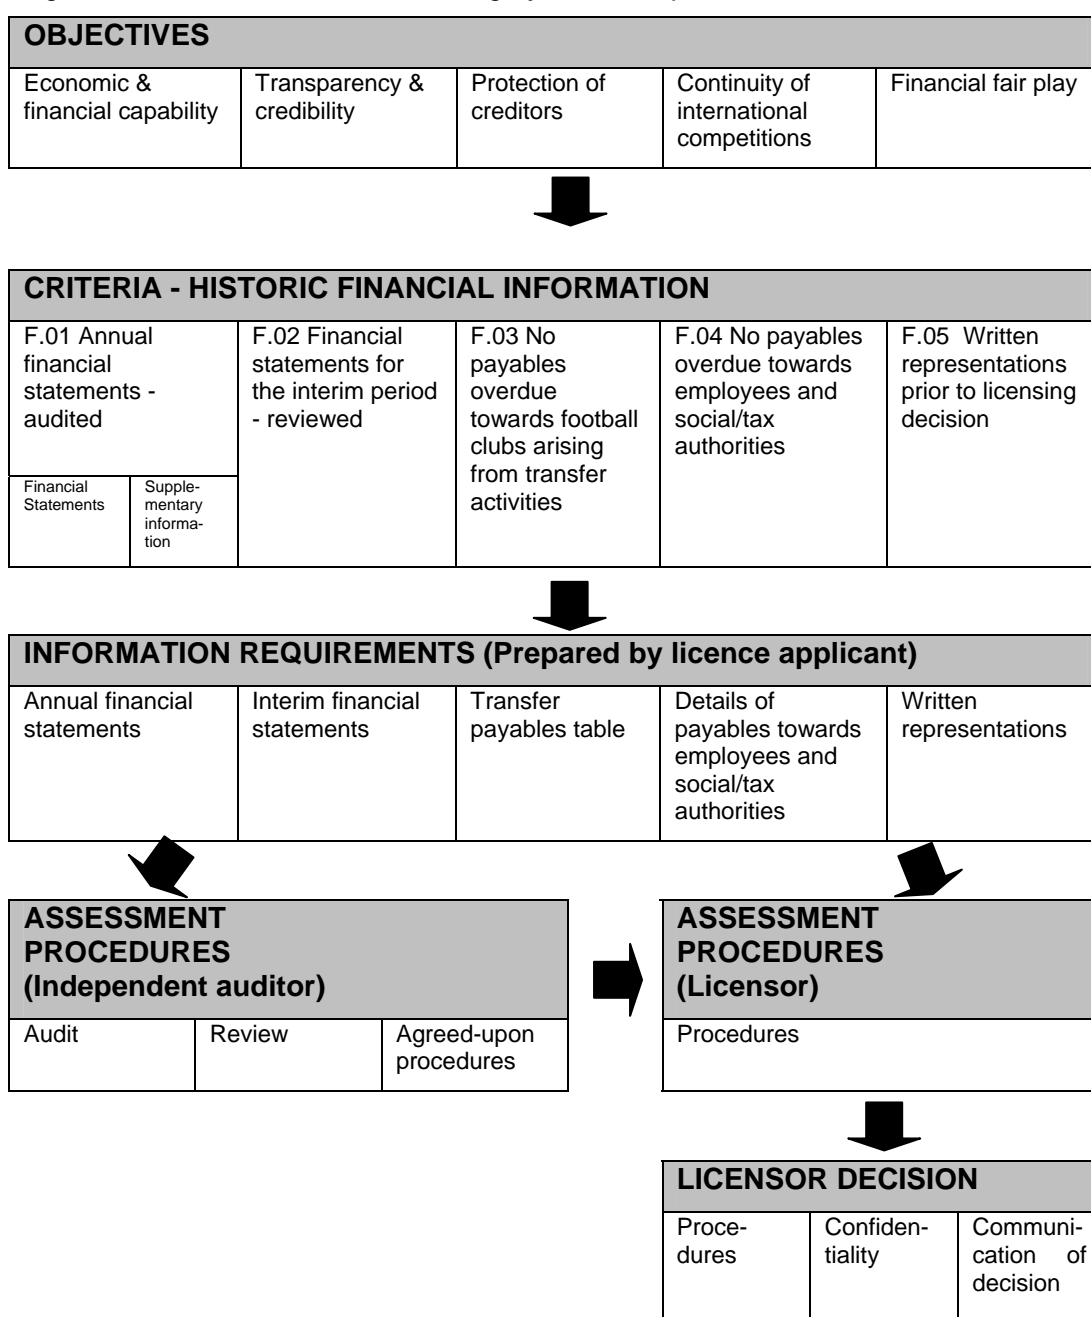 OBJECTIVES
Economic &
financial capability
Transparency &
credibility
Protection of
creditors
Continuity of
international
competitions
Financial fair play
CRITERIA - HISTORIC FINANCIAL INFORMATION
F.01 Annual
financial
statements -
audited
Financial
Statements
Supple-
mentary
informa-
tion
F.02 Financial
statements for
the interim period
- reviewed
F.03 No
payables
overdue
towards football
clubs arising
from transfer
activities
F.04 No payables
overdue towards
employees and
social/tax
authorities
F.05 Written
representations
prior to licensing
decision
INFORMATION REQUIREMENTS (Prepared by licence applicant)
Annual financial
statements
Interim financial
statements
Transfer
payables table
Details of
payables towards
employees and
social/tax
authorities
Written
representations
ASSESSMENT
PROCEDURES
(Independent auditor)
Audit
Review
Agreed-upon
procedures
ASSESSMENT
PROCEDURES
(Licensor)
Procedures
LICENSOR DECISION
Proce-
dures
Confiden-
tiality
Communi-
cation of
decision